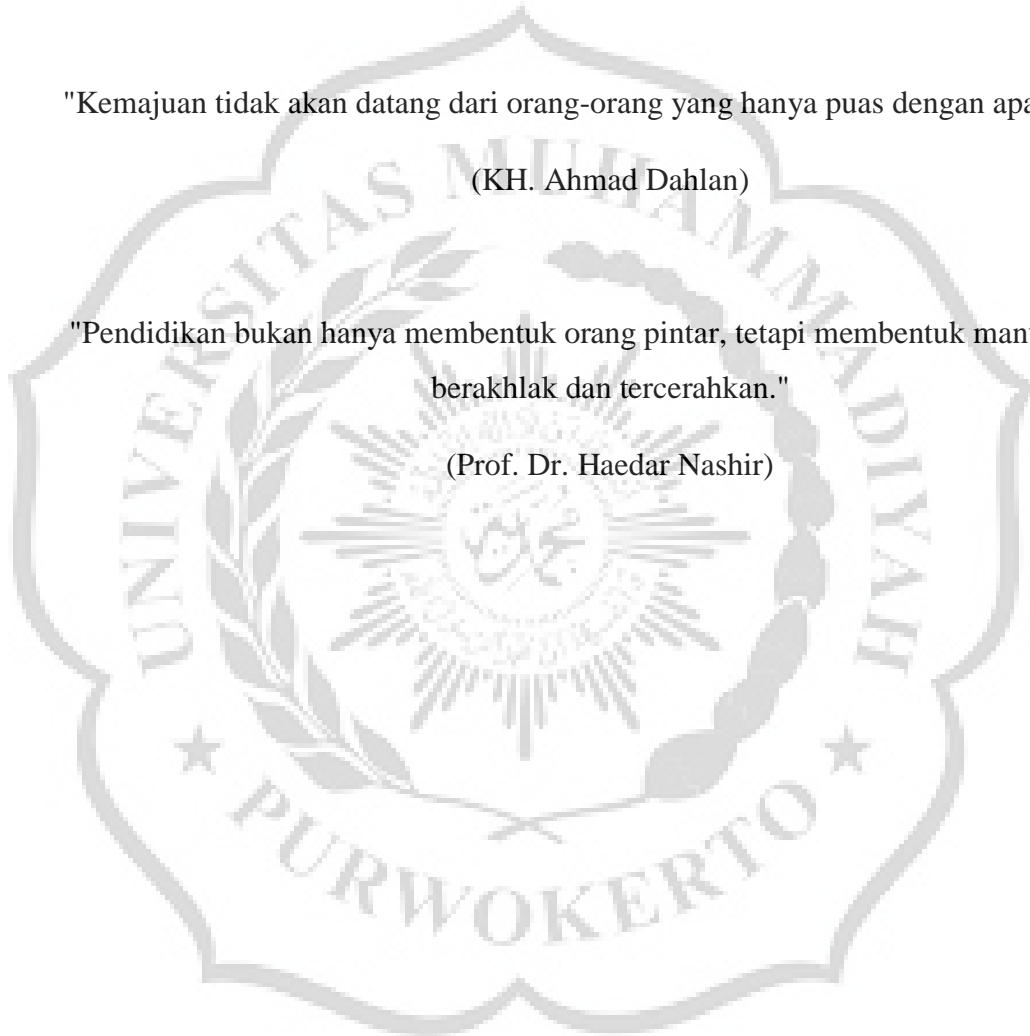 "Kemajuan tidak akan datang dari orang-orang yang hanya puas dengan apa
(KH. Ahmad Dahlan)
"Pendidikan bukan hanya membentuk orang pintar, tetapi membentuk
berakhlak dan tercerahkan."
(Prof. Dr. Haedar Nashir)
UNIVERSITAS MUHAMMADIYAH
PURWOKERTO